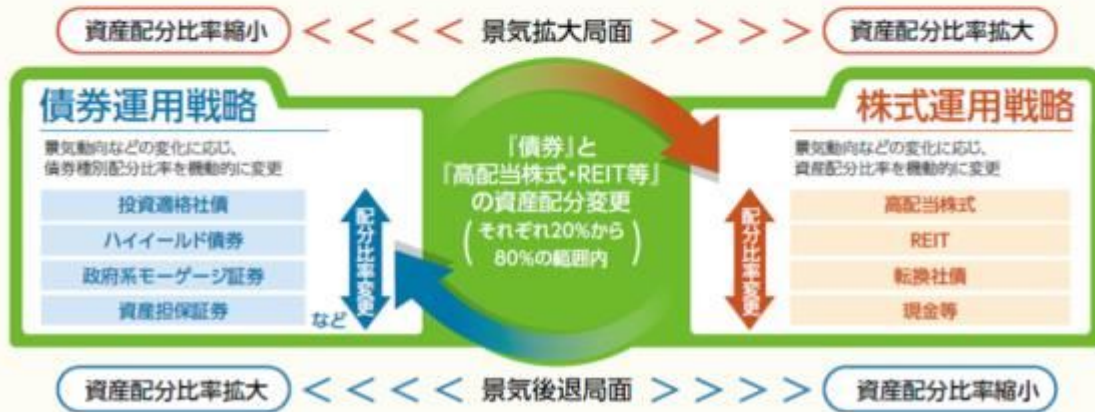 資産配分比率縮小 < < < < < 景気拡大局面 > > > > > 資産配分比率拡大
債券運用戦略
景気動向などの変化に応じ、
債券種別配分比率を機動的に変更
投資適格社債
ハイイールド債券
政府系モーゲージ証券
資産担保証券
など
配分比率変更
『債券』と
『高配当株式・REIT等』
の資産配分変更
(それぞれ20%から
80%の範囲内)
株式運用戦略
景気動向などの変化に応じ、
資産配分比率を機動的に変更
配分比率変更
高配当株式
REIT
転換社債
現金等
資産配分比率拡大 < < < < < 景気後退局面 > > > > > 資産配分比率縮小